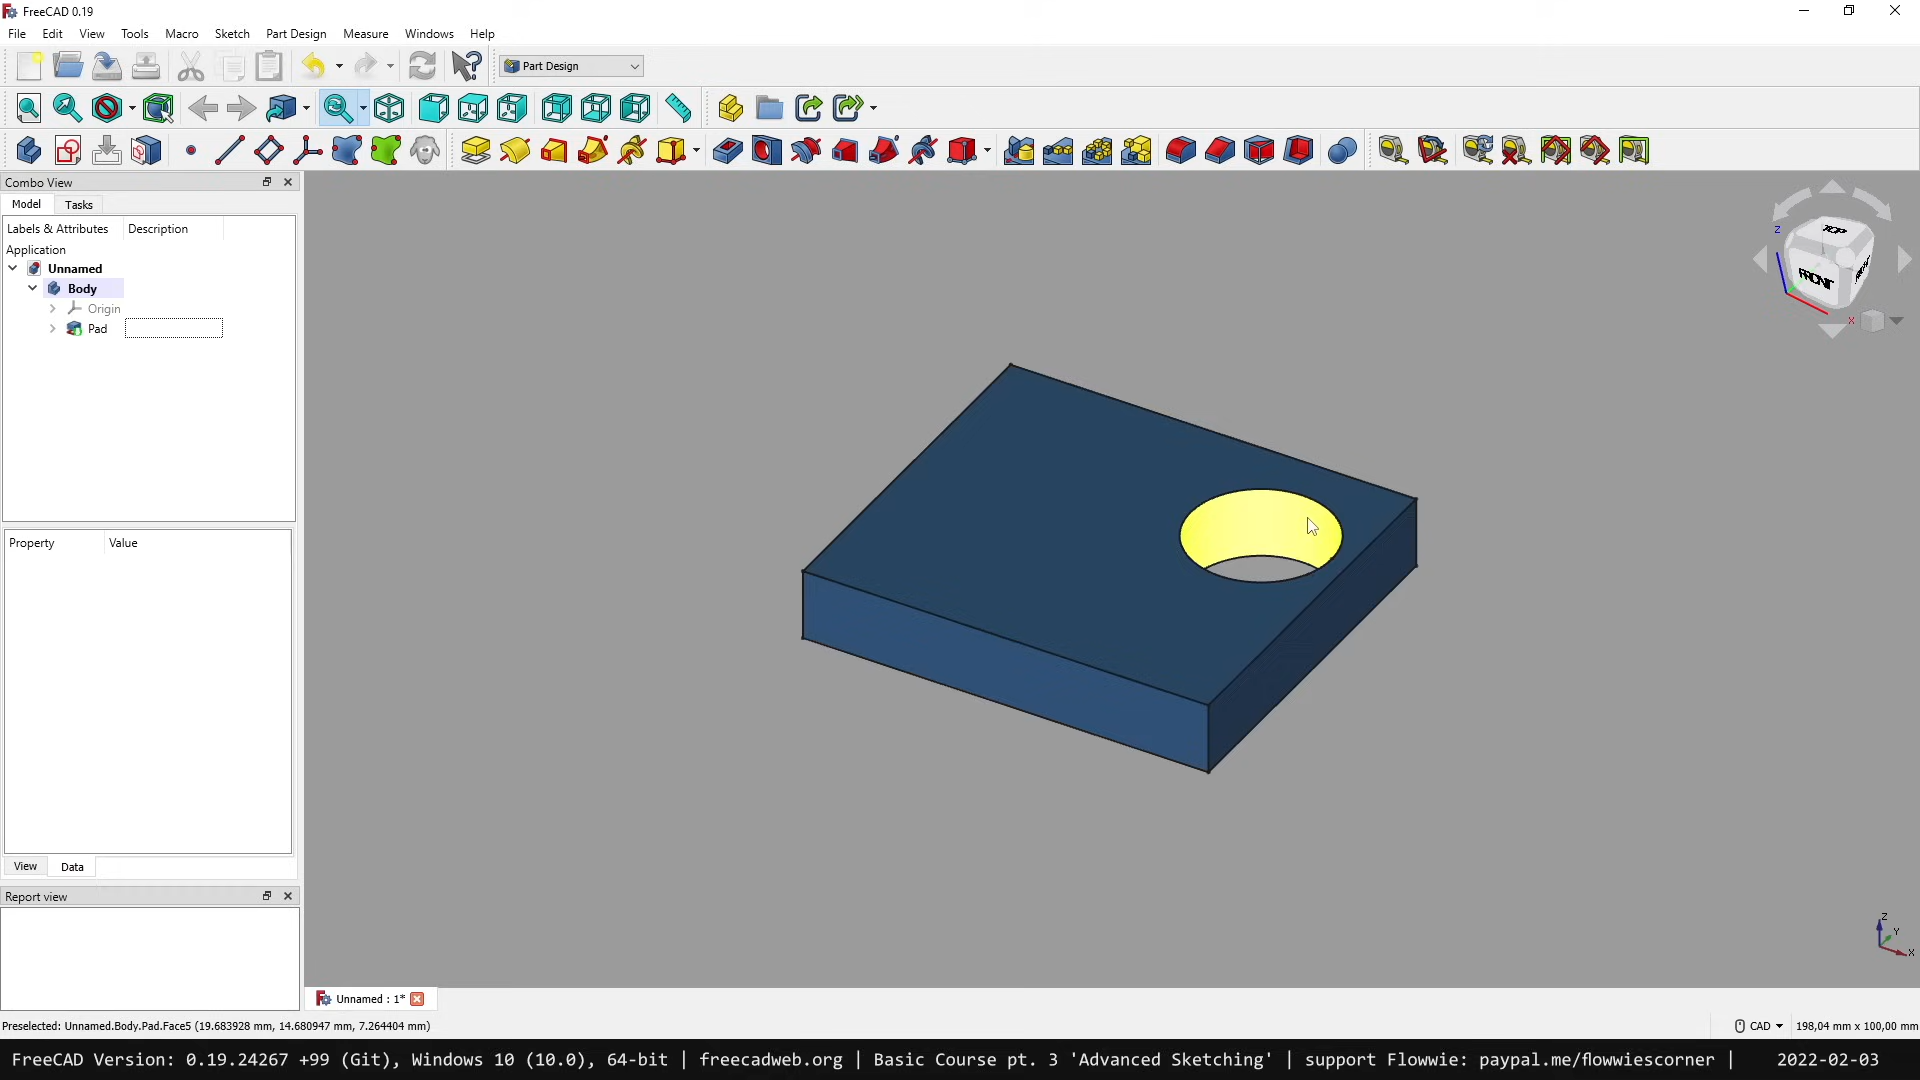 FreeCAD 0.19
File Edit View Tools Macro Sketch Part Design Measure Windows Help
Part Design
Combo View
Model Tasks
Labels & Attributes Description
Application
Unnamed
Body
Origin
Pad
Property Value
View Data
Report view
TOP
FRONT
Z
X
Z
Y
X
Unnamed : 1*
Preselected: Unnamed.Body.Pad.Face5 (19.683928 mm, 14.680947 mm, 7.264404 mm)
CAD
198,04 mm x 100,00 mm
FreeCAD Version: 0.19.24267 +99 (Git), Windows 10 (10.0), 64-bit | freecadweb.org | Basic Course pt. 3 'Advanced Sketching' | support Flowwie: paypal.me/flowwiescorner | 2022-02-03